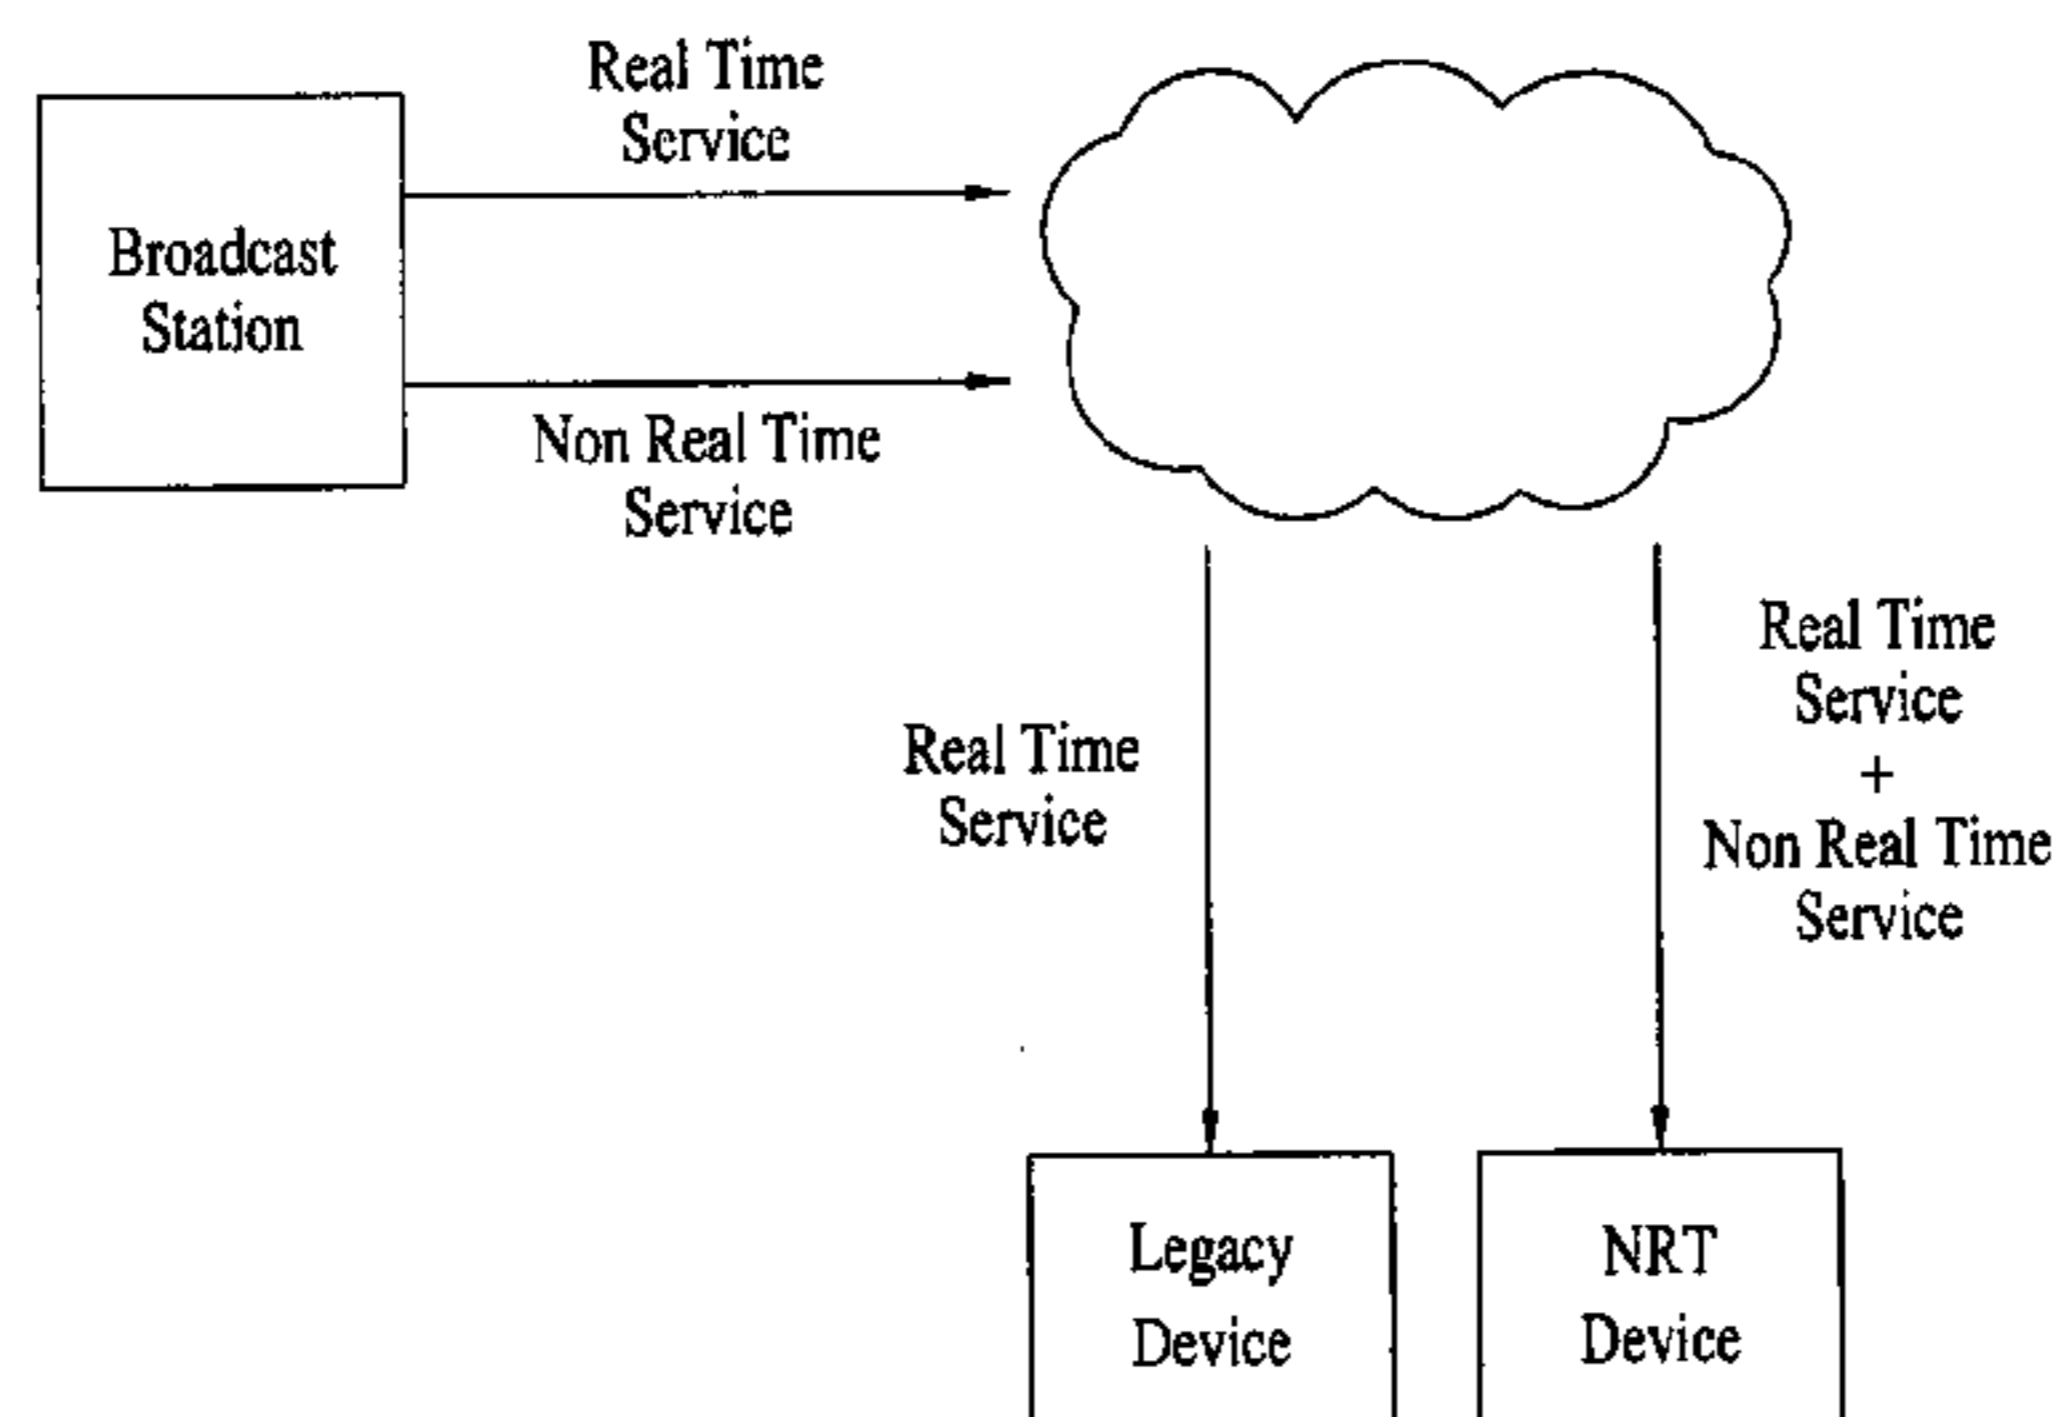 Real Time
Service
Broadcast
Station
Non Real Time
Service
Real Time
Service
Real Time
Service
+
Non Real Time
Service
Legacy
Device
NRT
Device